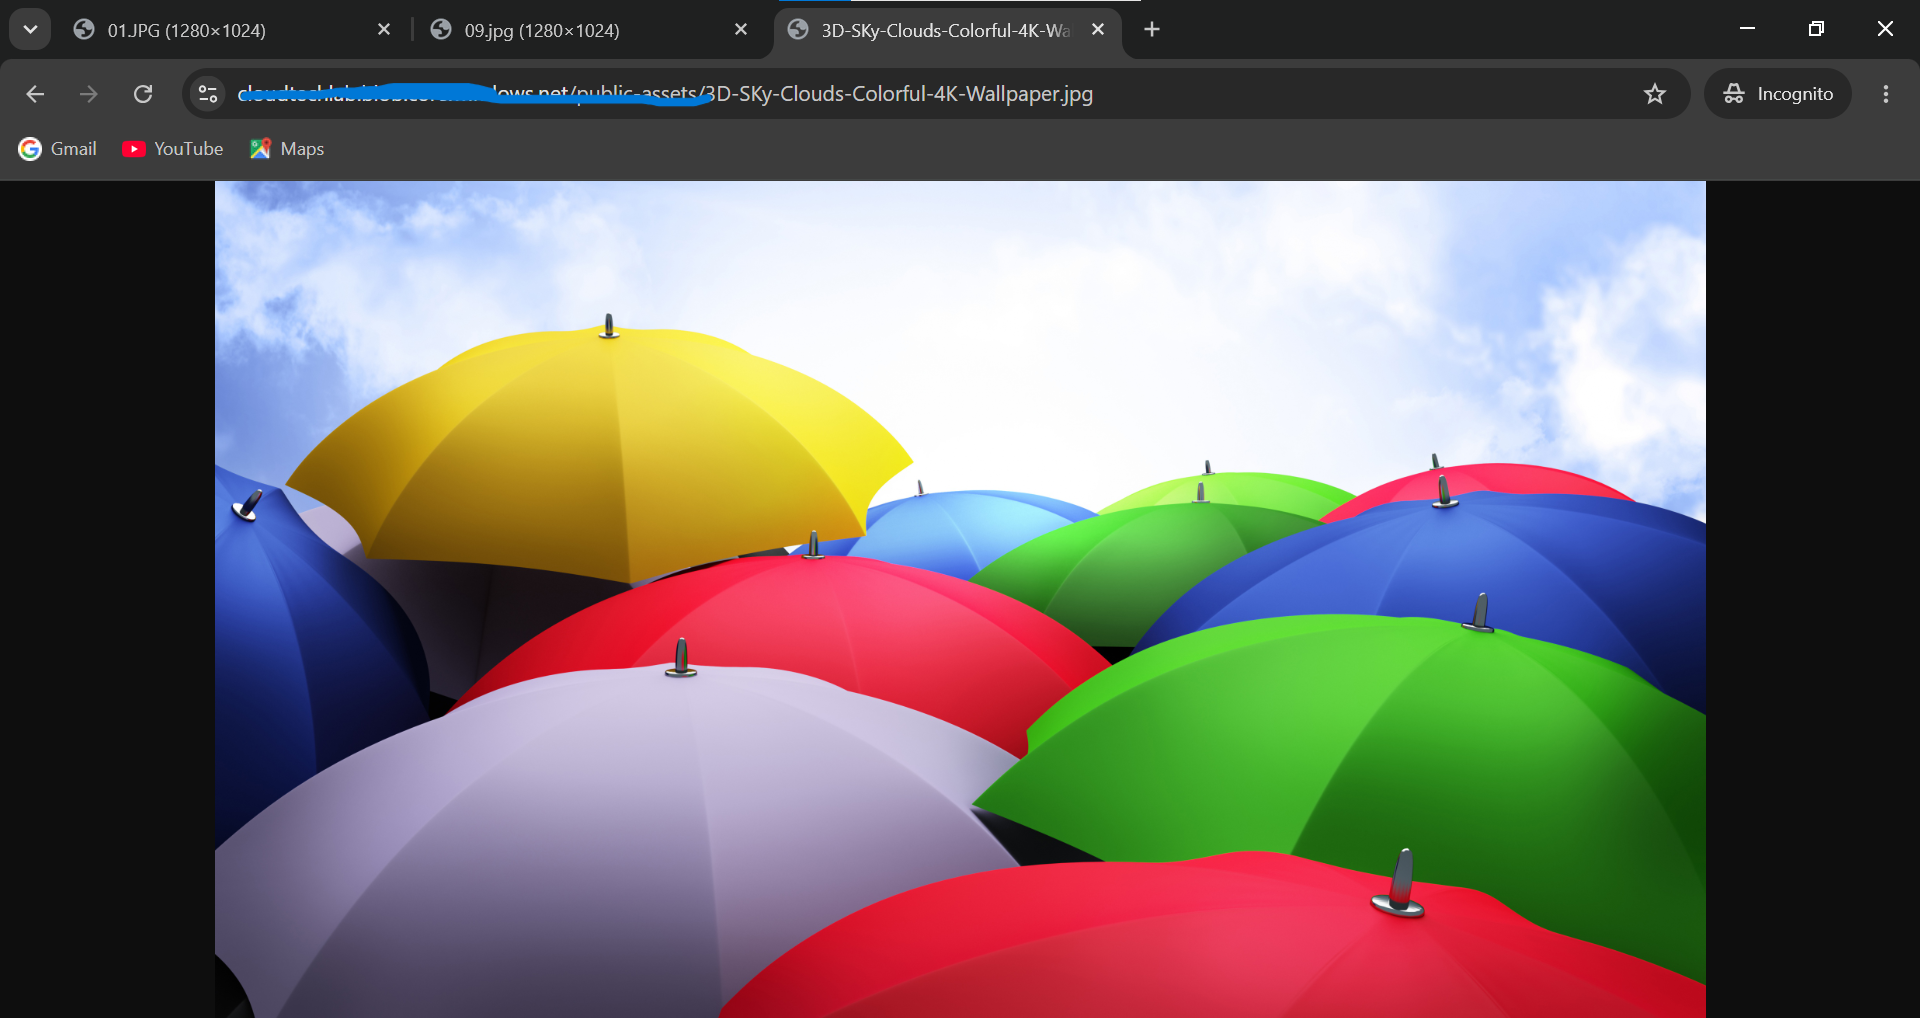 01.JPG (1280×1024)
09.jpg (1280×1024)
3D-SKy-Clouds-Colorful-4K-Wa
ows.net/public-assets/3D-SKy-Clouds-Colorful-4K-Wallpaper.jpg
Incognito
Gmail
YouTube
Maps